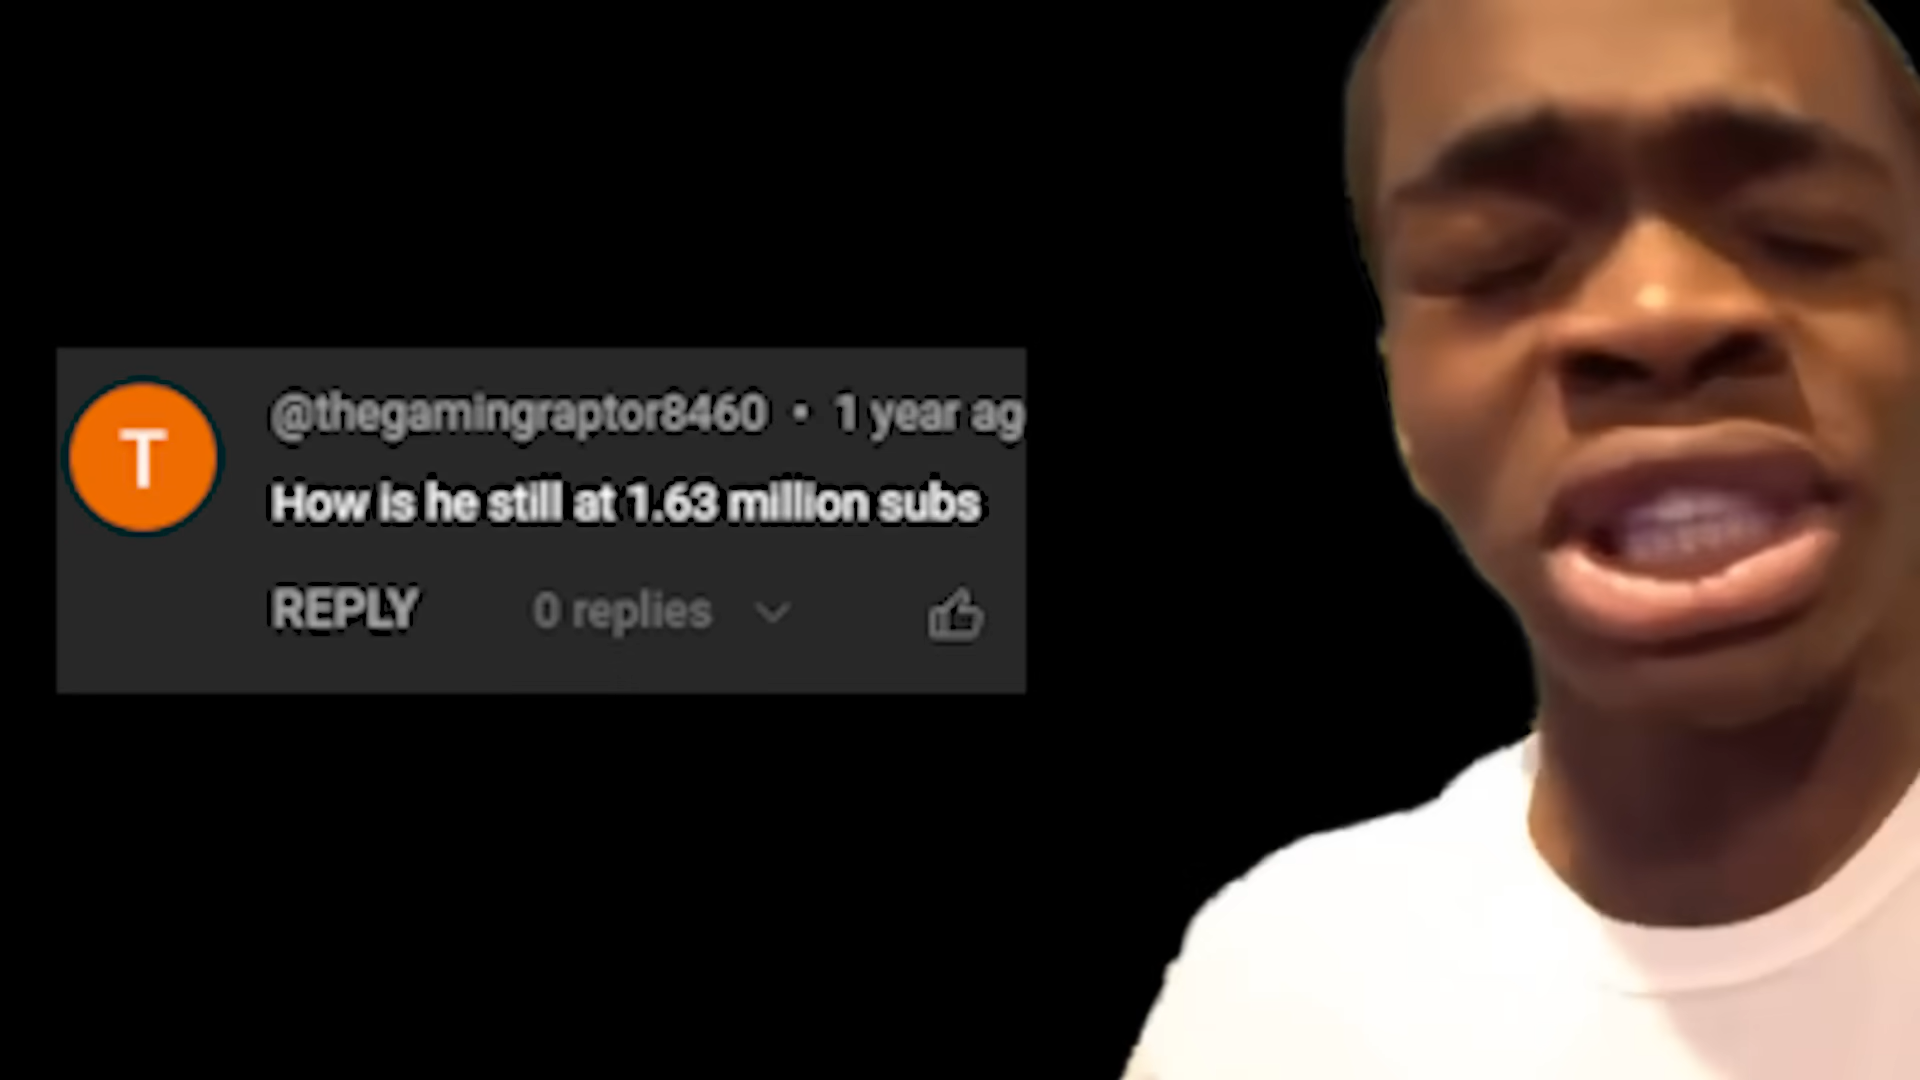 T
@thegamingraptor8460 • 1 year ag
How is he still at 1.63 million subs
REPLY 0 replies